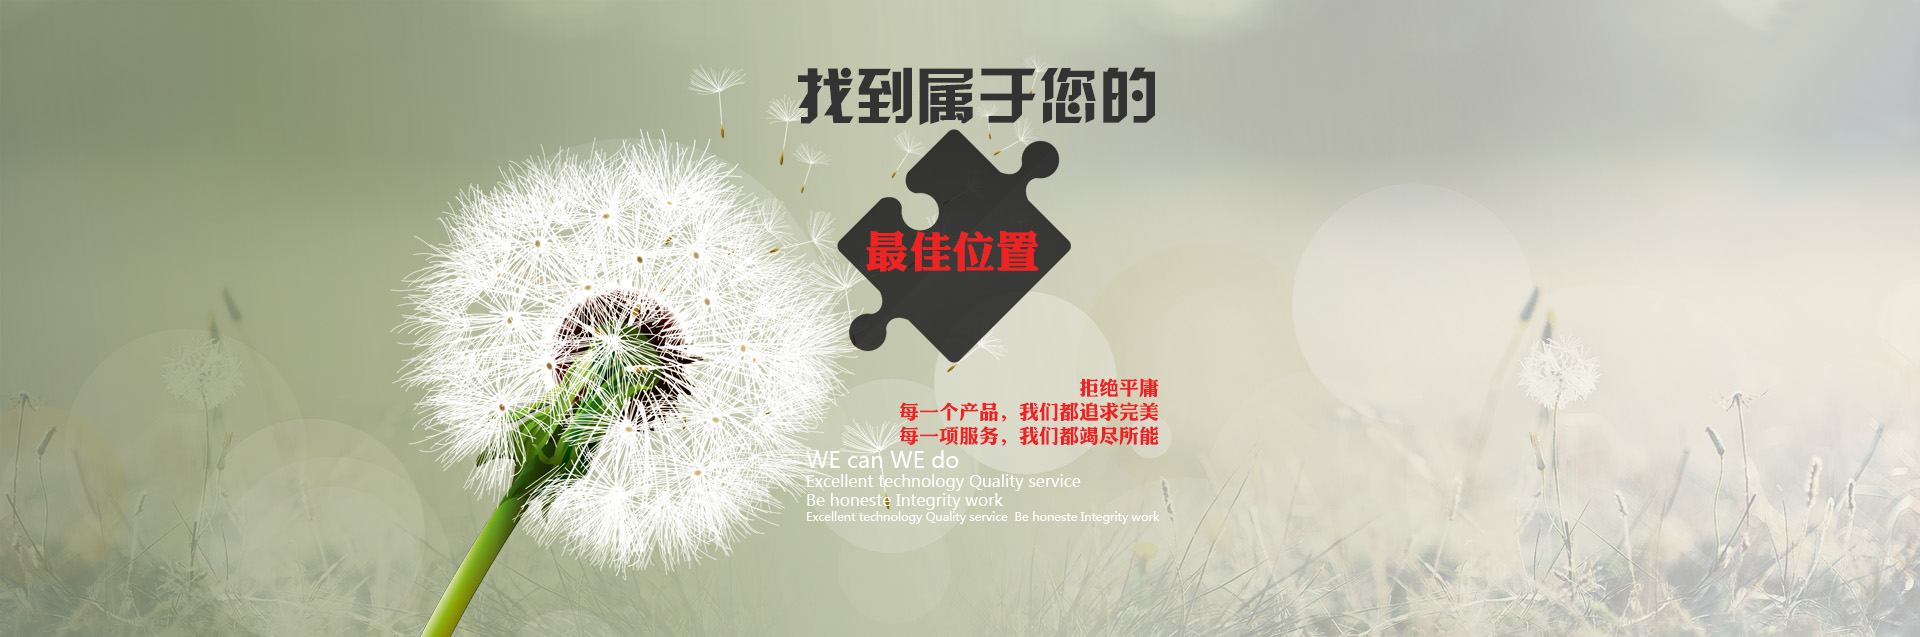 找到属于您的
最佳位置
拒绝平庸
每一个产品，我们都追求完美
每一项服务，我们都竭尽所能
WE can WE do
Excellent technology Quality service
Be honeste Integrity work
Excellent technology Quality service  Be honeste Integrity work